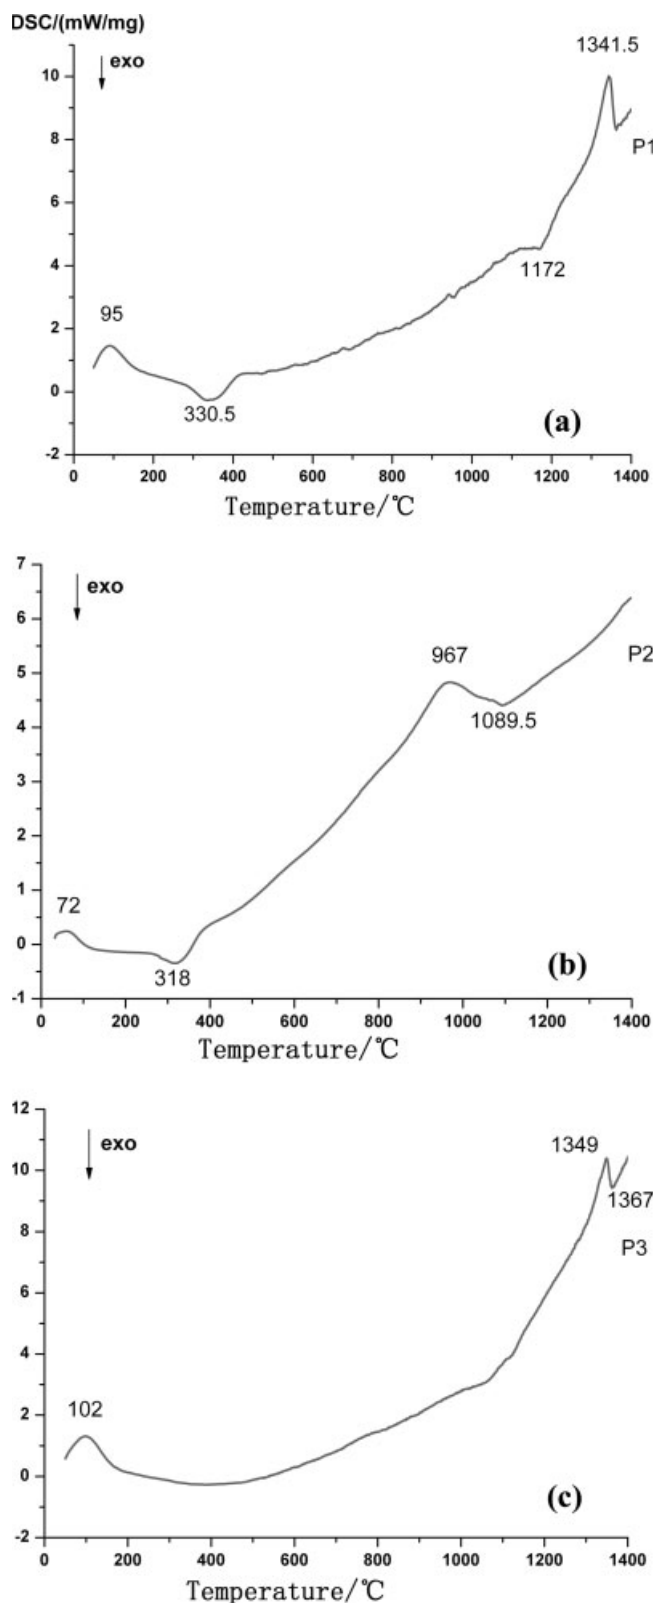 DSC/(mW/mg)
exo
1341.5
10
P1
8
6
4
1172
95
2
0
330.5
(a)
-2
0 200 400 600 800 1000 1200 1400
Temperature/℃
7
exo
6
967
P2
5
1089.5
4
3
2
1
72
0
318
(b)
-1
0 200 400 600 800 1000 1200 1400
Temperature/℃
12
exo
1349
10
1367
P3
8
6
4
102
2
0
(c)
-2
0 200 400 600 800 1000 1200 1400
Temperature/℃